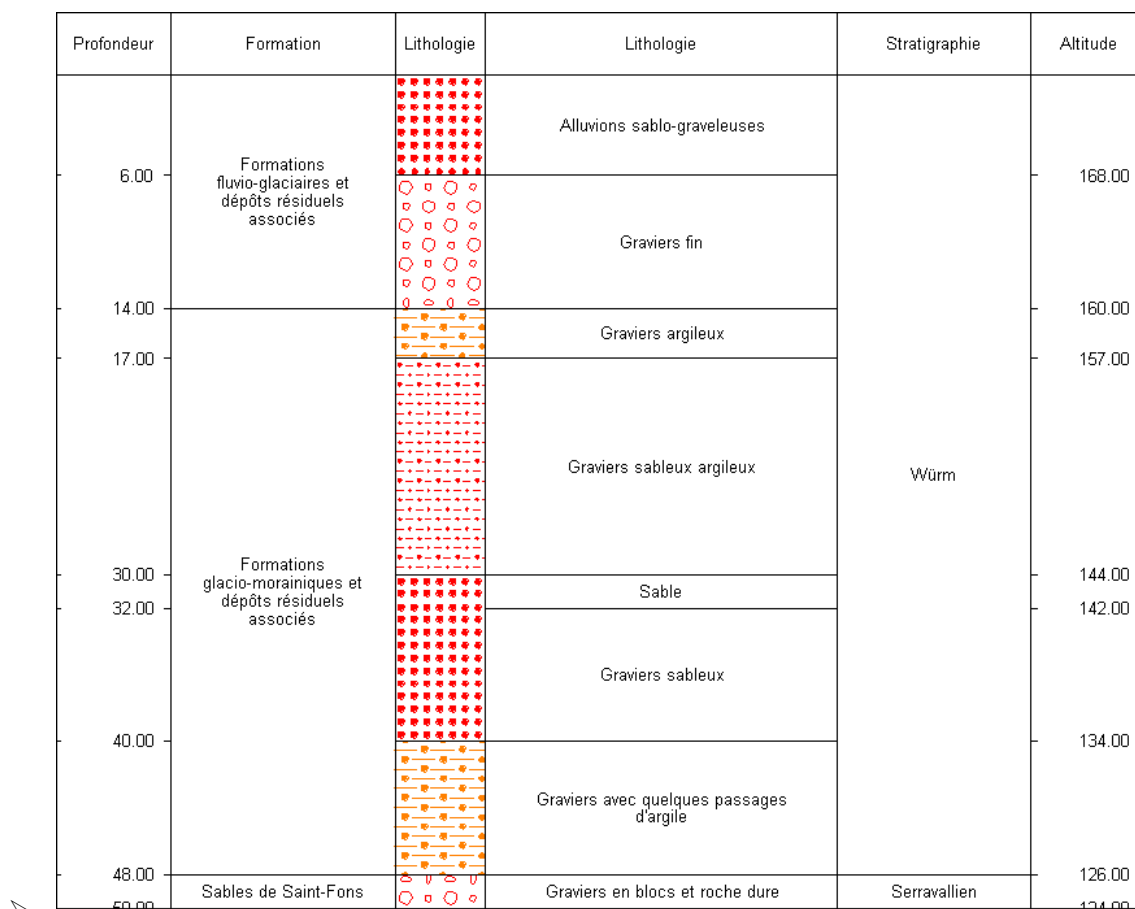 Profondeur Formation Lithologie Lithologie Stratigraphie Altitude
Alluvions sablo-graveleuses
Formations
fluvio-glaciaires et
dépôts résiduels
associés
6.00 168.00
Graviers fin
14.00 160.00
Graviers argileux
17.00 157.00
Graviers sableux argileux Würm
Formations
glacio-morainiques et
dépôts résiduels
associés
30.00 144.00
Sable
32.00 142.00
Graviers sableux
40.00 134.00
Graviers avec quelques passages
d'argile
48.00 126.00
Sables de Saint-Fons Graviers en blocs et roche dure Serravallien
50.00 124.00